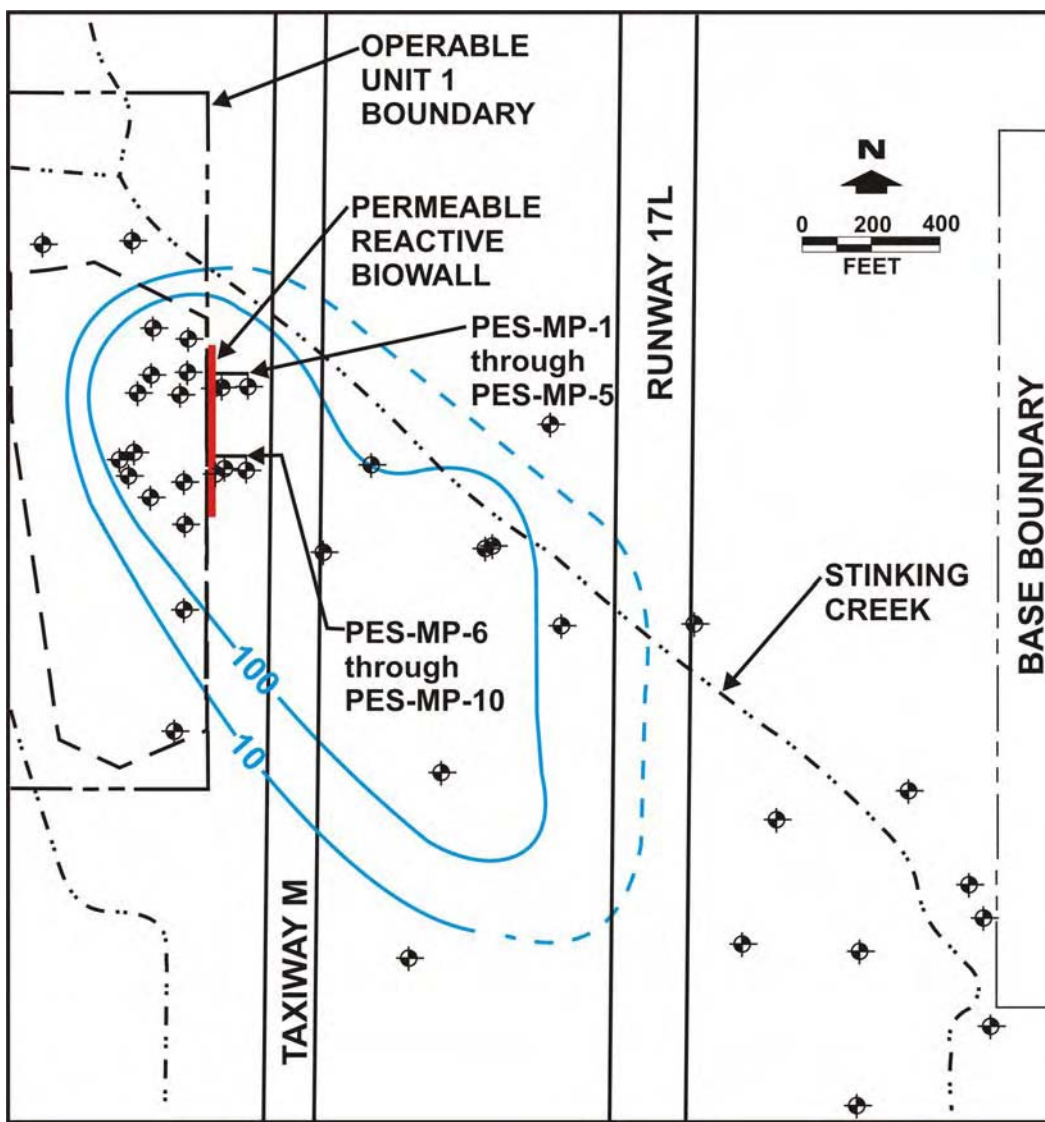 OPERABLE
UNIT 1
BOUNDARY
N
0 200 400
FEET
PERMEABLE
REACTIVE
BIOWALL
PES-MP-1
through
PES-MP-5
RUNWAY 17L
BASE BOUNDARY
STINKING
CREEK
PES-MP-6
through
PES-MP-10
100
10
TAXIWAY M